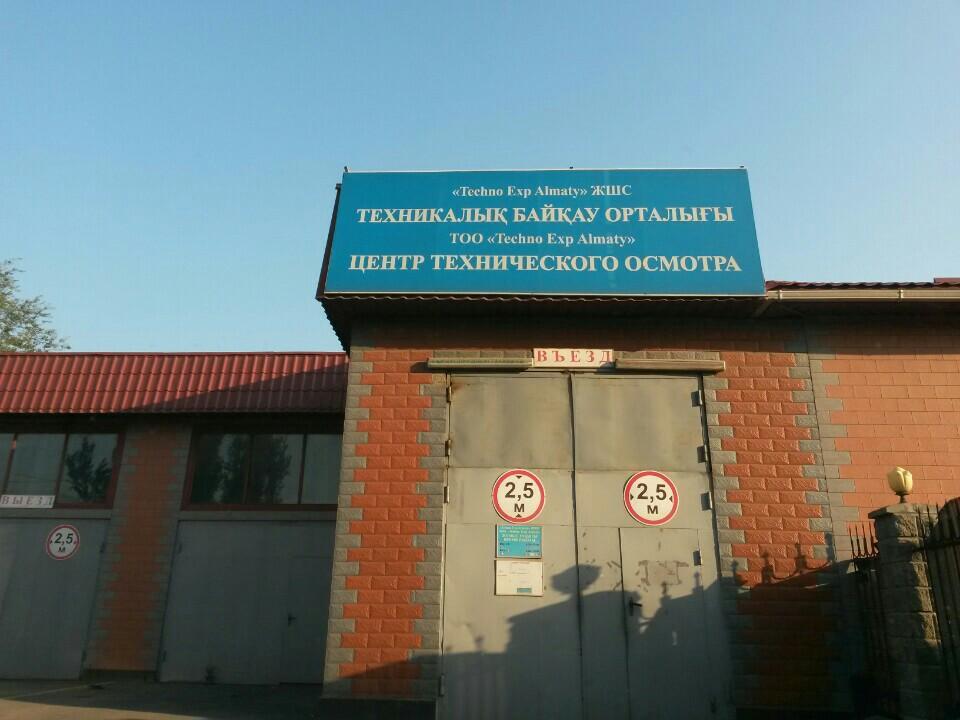 «Techno Exp Almaty» ЖШС
ТЕХНИКАЛЫҚ БАЙҚАУ ОРТАЛЫҒЫ
ТОО «Techno Exp Almaty»
ЦЕНТР ТЕХНИЧЕСКОГО ОСМОТРА
ВЪЕЗД
2,5
М
2,5
М
ВЫЕЗД
2,5
М